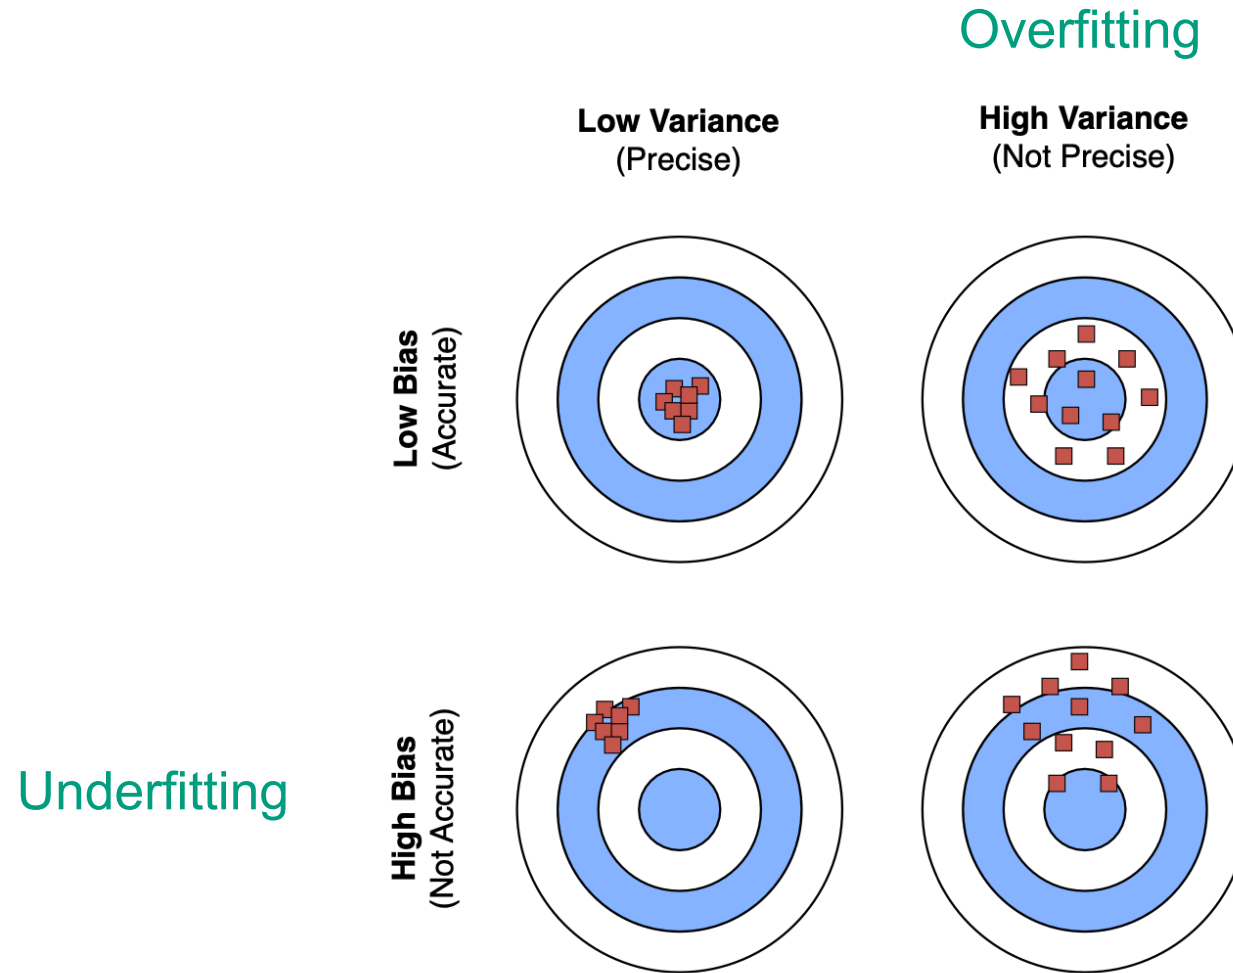 Overfitting
Low Variance
(Precise)
High Variance
(Not Precise)
Low Bias
(Accurate)
Underfitting
High Bias
(Not Accurate)